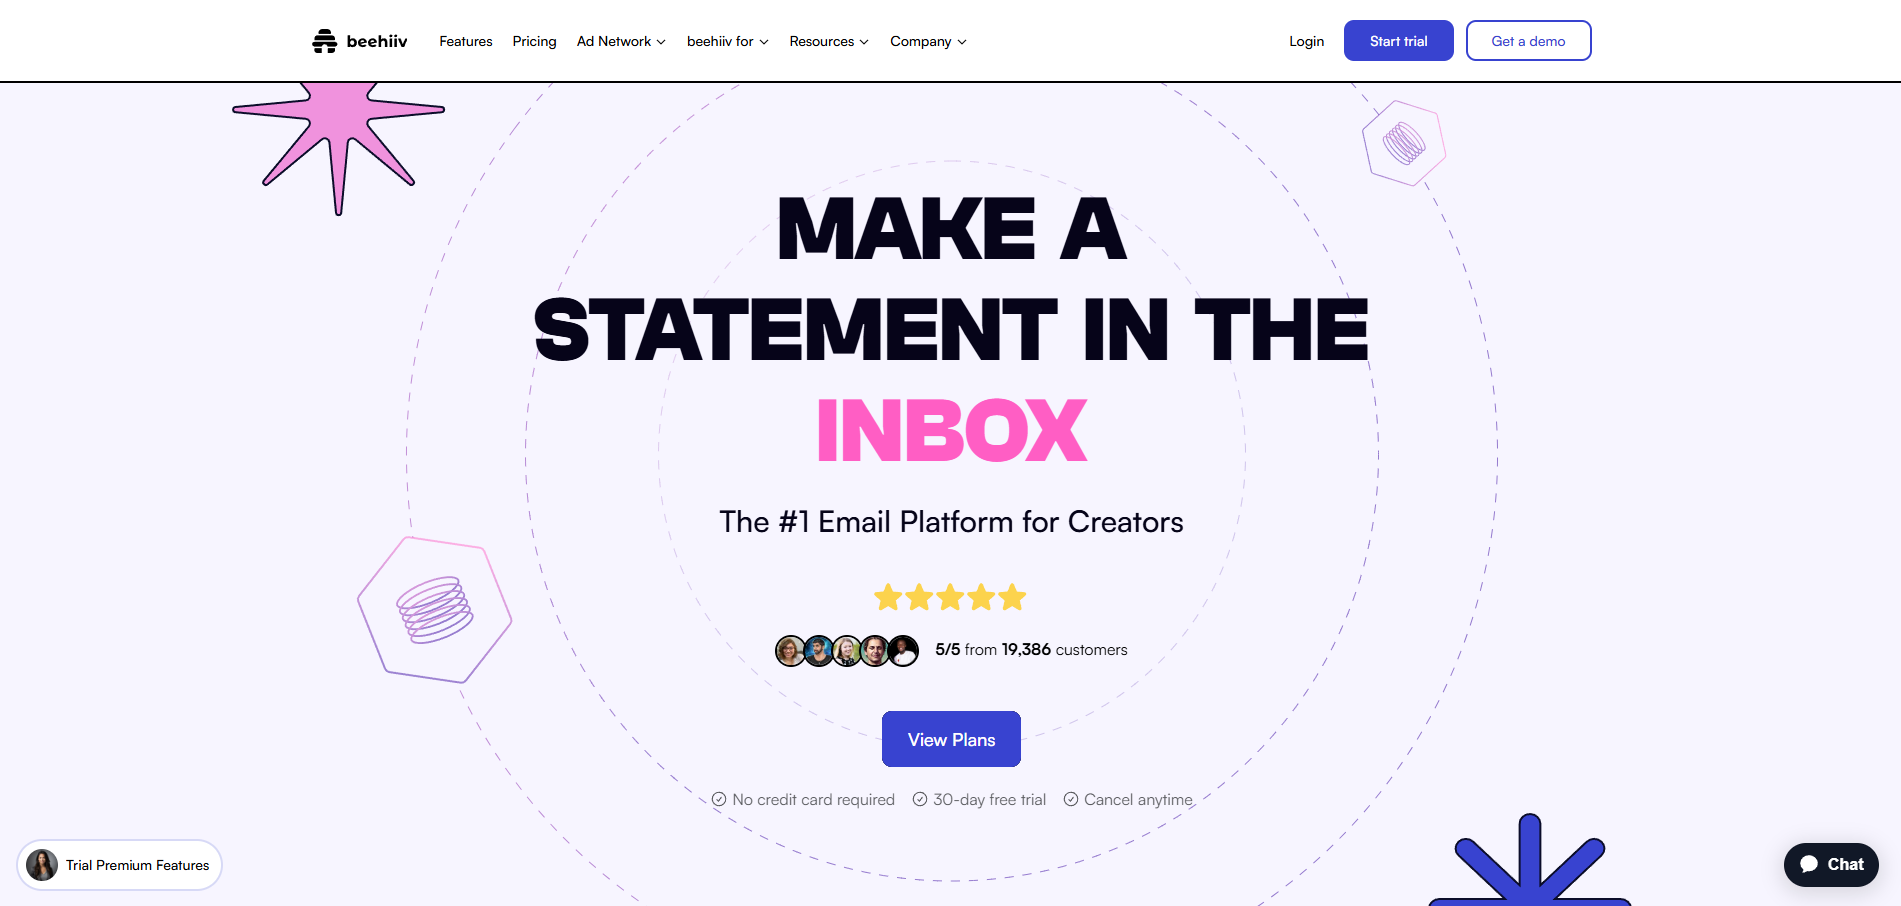 beehiiv Features Pricing Ad Network beehiiv for Resources Company Login Start trial Get a demo
MAKE A
STATEMENT IN THE
INBOX
The #1 Email Platform for Creators
5/5 from 19,386 customers
View Plans
No credit card required 30-day free trial Cancel anytime
Trial Premium Features
Chat